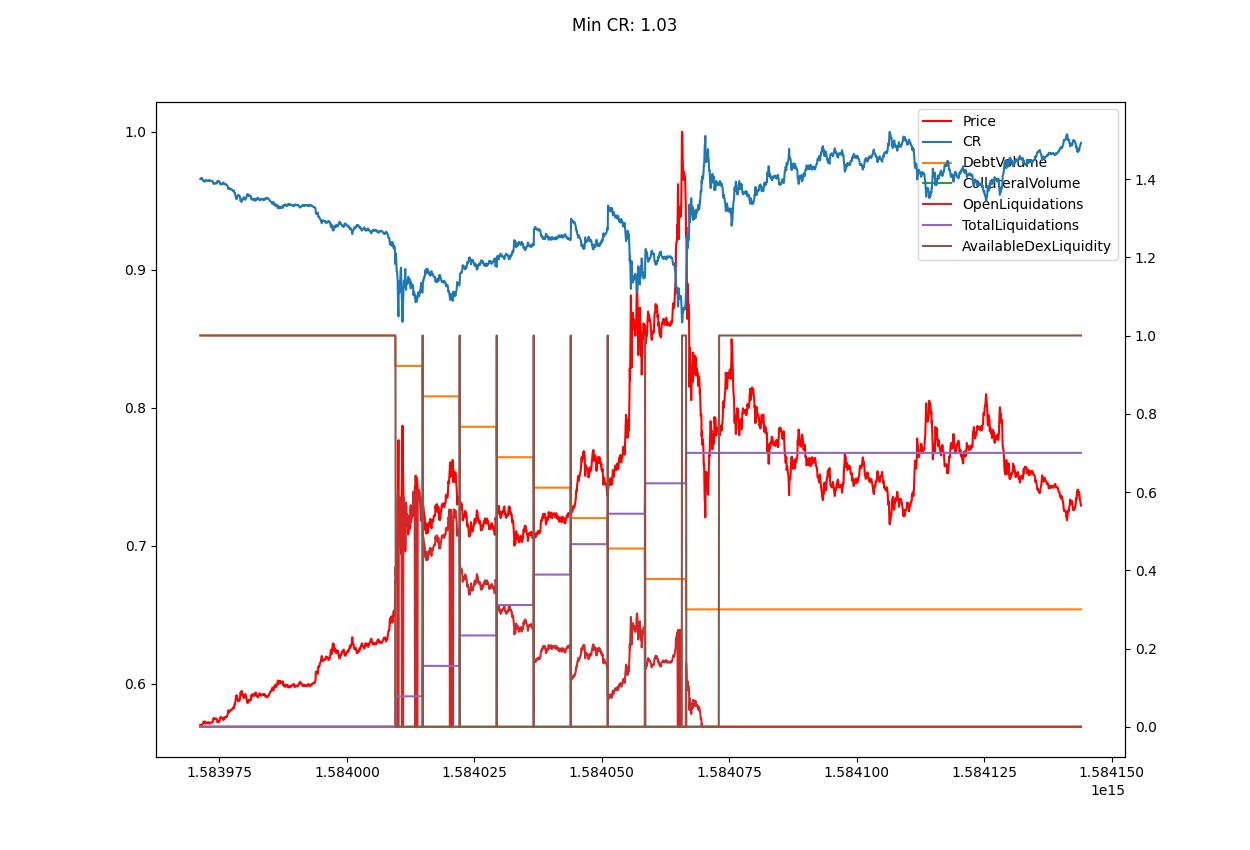 Min CR: 1.03
Price
CR
DebtVolume
CollateralVolume
OpenLiquidations
TotalLiquidations
AvailableDexLiquidity
1.0
0.9
0.8
0.7
0.6
1.4
1.2
1.0
0.8
0.6
0.4
0.2
0.0
1.583975 1.584000 1.584025 1.584050 1.584075 1.584100 1.584125 1.584150
1e15